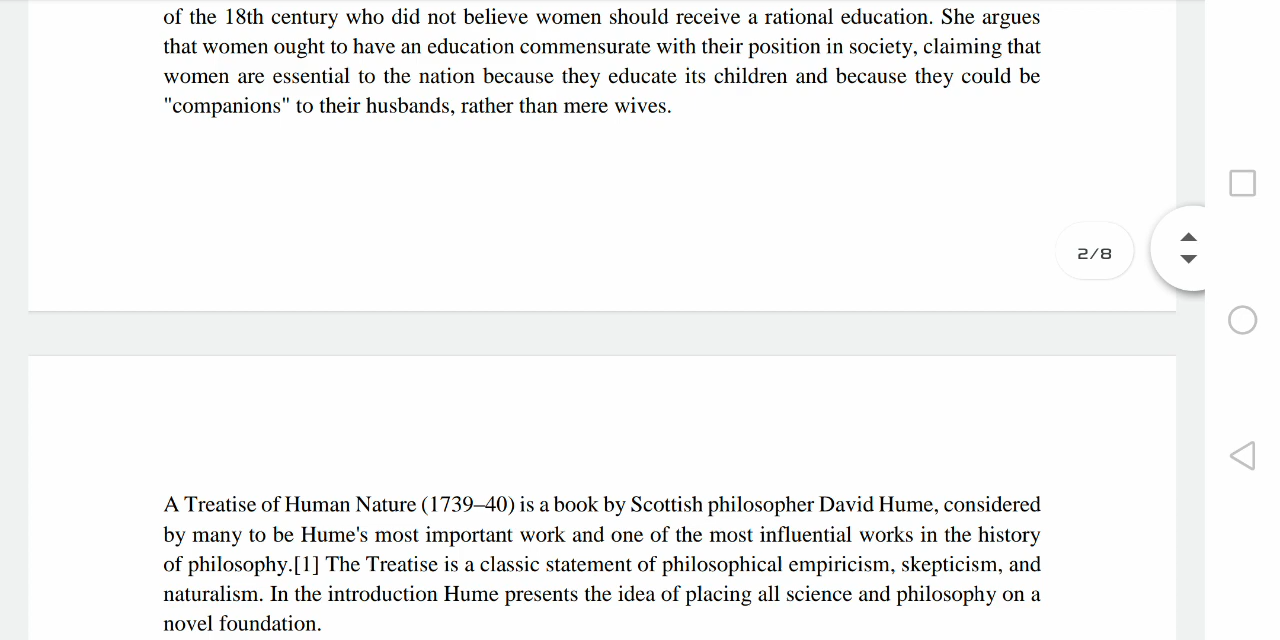 of the 18th century who did not believe women should receive a rational education. She argues
that women ought to have an education commensurate with their position in society, claiming that
women are essential to the nation because they educate its children and because they could be
"companions" to their husbands, rather than mere wives.
2/8
A Treatise of Human Nature (1739–40) is a book by Scottish philosopher David Hume, considered
by many to be Hume's most important work and one of the most influential works in the history
of philosophy.[1] The Treatise is a classic statement of philosophical empiricism, skepticism, and
naturalism. In the introduction Hume presents the idea of placing all science and philosophy on a
novel foundation.